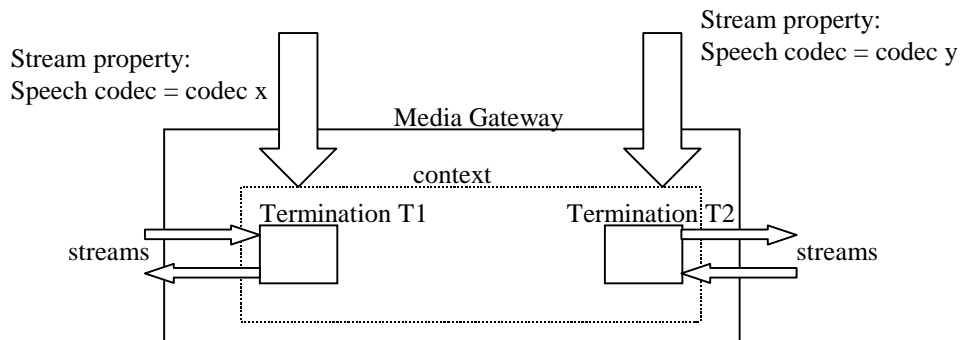 Stream property:
Speech codec = codec x
Stream property:
Speech codec = codec y
Media Gateway
context
Termination T1
Termination T2
streams
streams